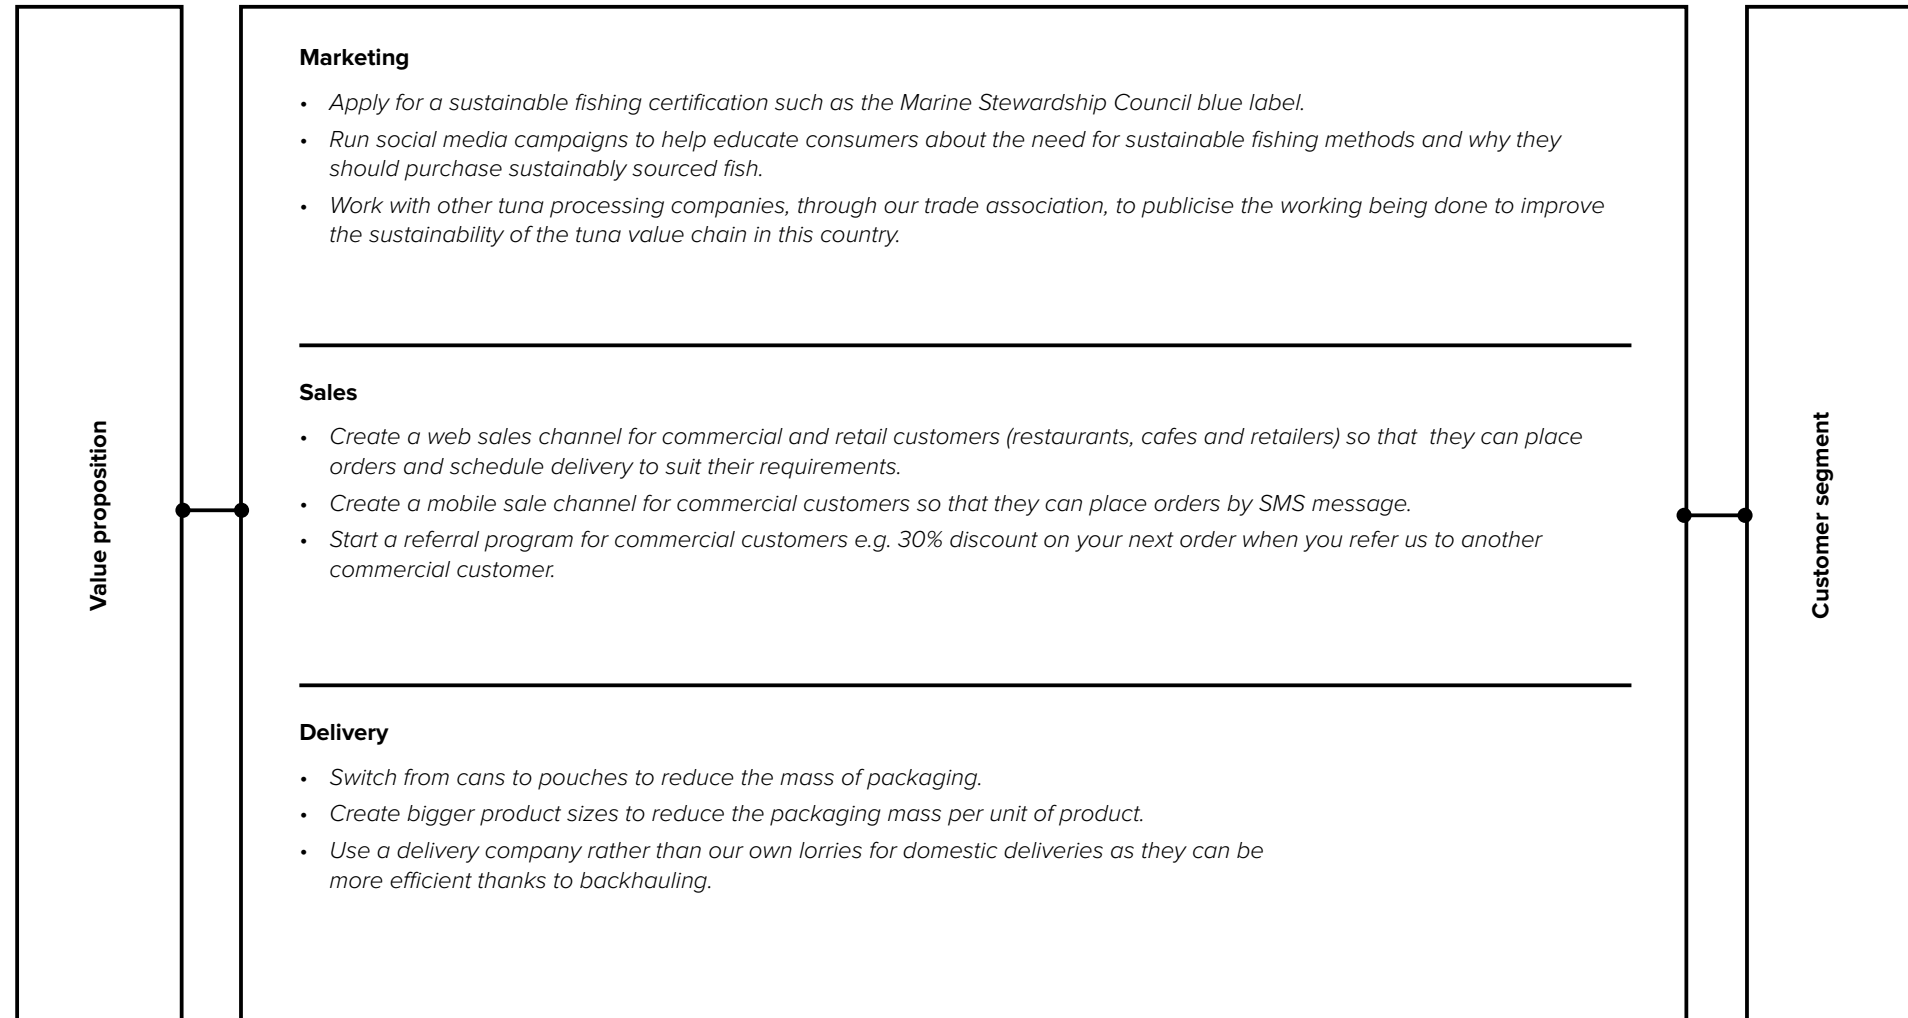 Value proposition
Marketing
• Apply for a sustainable fishing certification such as the Marine Stewardship Council blue label.
• Run social media campaigns to help educate consumers about the need for sustainable fishing methods and why they
should purchase sustainably sourced fish.
• Work with other tuna processing companies, through our trade association, to publicise the working being done to improve
the sustainability of the tuna value chain in this country.
Sales
• Create a web sales channel for commercial and retail customers (restaurants, cafes and retailers) so that  they can place
orders and schedule delivery to suit their requirements.
• Create a mobile sale channel for commercial customers so that they can place orders by SMS message.
• Start a referral program for commercial customers e.g. 30% discount on your next order when you refer us to another
commercial customer.
Delivery
• Switch from cans to pouches to reduce the mass of packaging.
• Create bigger product sizes to reduce the packaging mass per unit of product.
• Use a delivery company rather than our own lorries for domestic deliveries as they can be
more efficient thanks to backhauling.
Customer segment